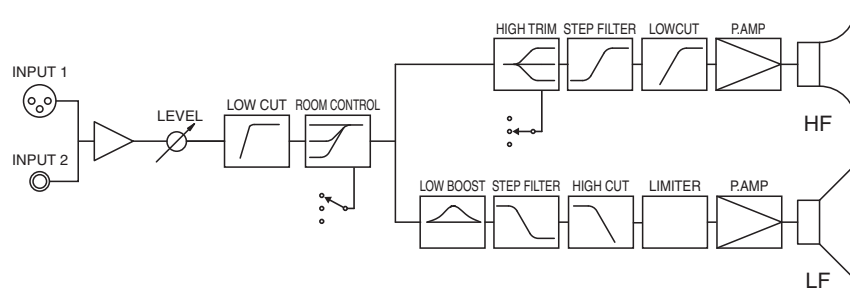 INPUT 1
INPUT 2
LEVEL
LOW CUT
ROOM CONTROL
HIGH TRIM
STEP FILTER
LOWCUT
P.AMP
HF
LOW BOOST
STEP FILTER
HIGH CUT
LIMITER
P.AMP
LF